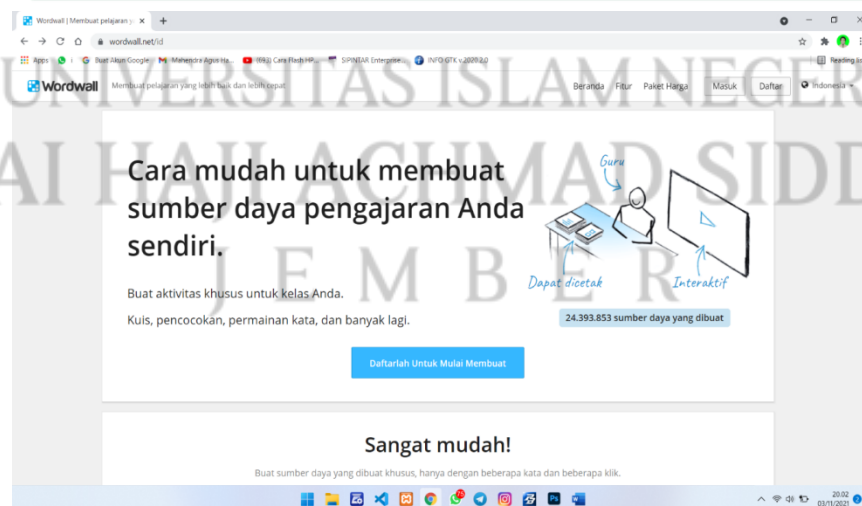 Wordwall | Membuat pelajaran y
wordwall.net/id
Apps
Buat Akun Google
Mahendra Agus Ha...
(693) Cara Flash HP...
SIPINTAR Enterprise...
INFO GTK v.2020.2.0
Reading list
UNIVERSITAS ISLAM NEGERI
Wordwall
Membuat pelajaran yang lebih baik dan lebih cepat
Beranda
Fitur
Paket Harga
Masuk
Daftar
Indonesia
AI HAJI ACHMAD SIDD
JEMBER
Cara mudah untuk membuat
sumber daya pengajaran Anda
sendiri.
Buat aktivitas khusus untuk kelas Anda.
Kuis, pencocokan, permainan kata, dan banyak lagi.
Guru
Dapat dicetak
Interaktif
24.393.853 sumber daya yang dibuat
Daftarlah Untuk Mulai Membuat
Sangat mudah!
Buat sumber daya yang dibuat khusus, hanya dengan beberapa kata dan beberapa klik.
20.02
03/11/2021